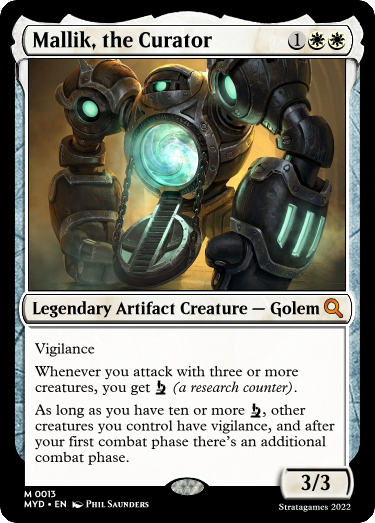 Mallik, the Curator 1
Legendary Artifact Creature — Golem
Vigilance
Whenever you attack with three or more
creatures, you get (a research counter).
As long as you have ten or more , other
creatures you control have vigilance, and after
your first combat phase there's an additional
combat phase.
3/3
M 0013
MYD • EN Phil Saunders
Stratagames 2022